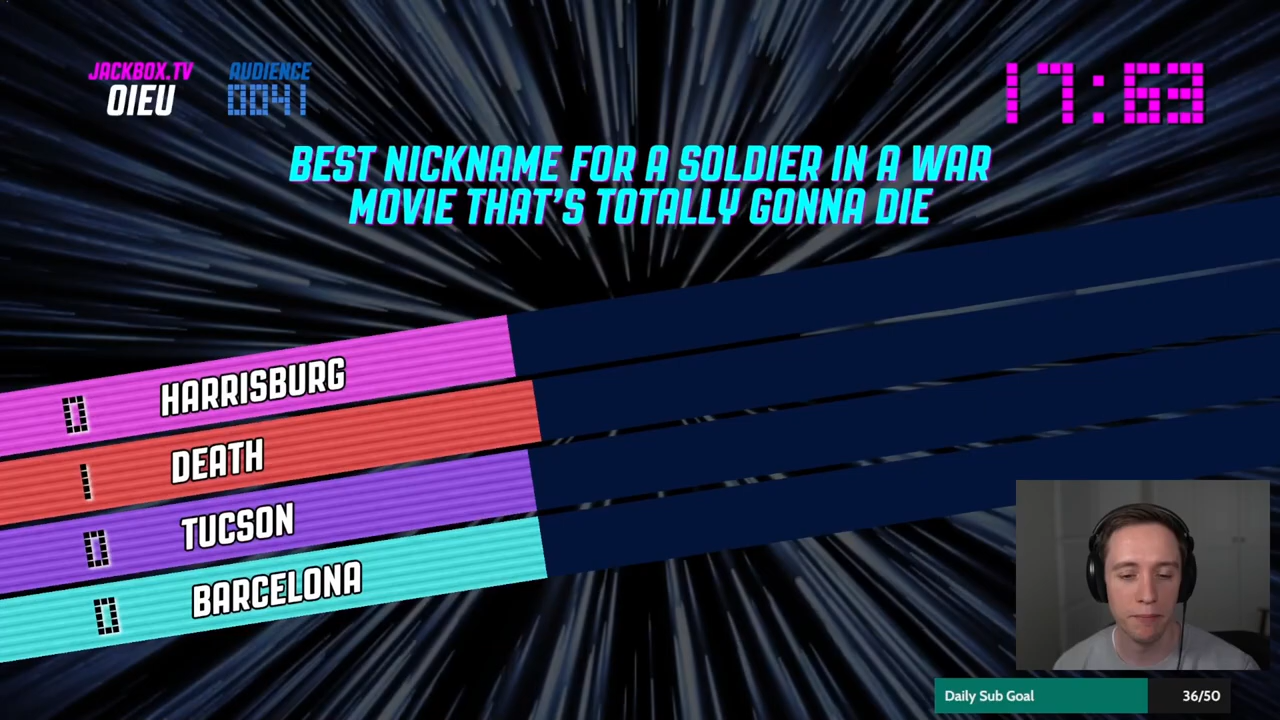 JACKBOX.TV
OIEU
AUDIENCE
0041
17:63
BEST NICKNAME FOR A SOLDIER IN A WAR
MOVIE THAT'S TOTALLY GONNA DIE
0 HARRISBURG
1 DEATH
0 TUCSON
0 BARCELONA
Daily Sub Goal 36/50